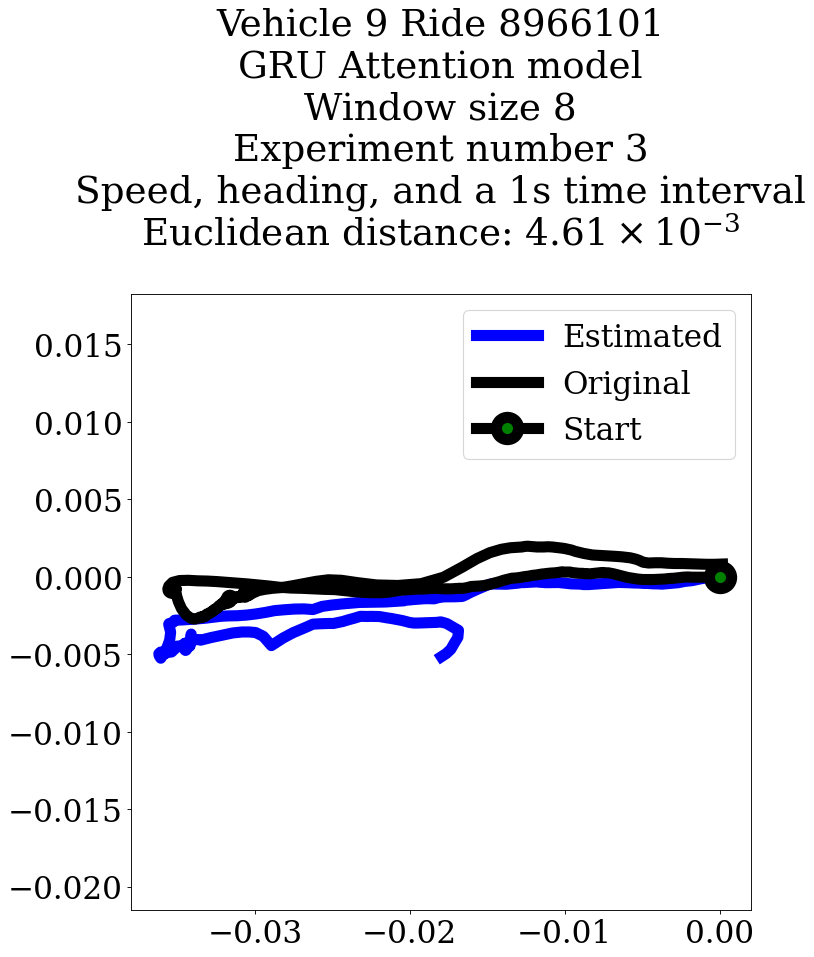 Vehicle 9 Ride 8966101
GRU Attention model
Window size 8
Experiment number 3
Speed, heading, and a 1s time interval
Euclidean distance: 4.61 × 10⁻³
Estimated
Original
Start
0.015
0.010
0.005
0.000
−0.005
−0.010
−0.015
−0.020
−0.03
−0.02
−0.01
0.00